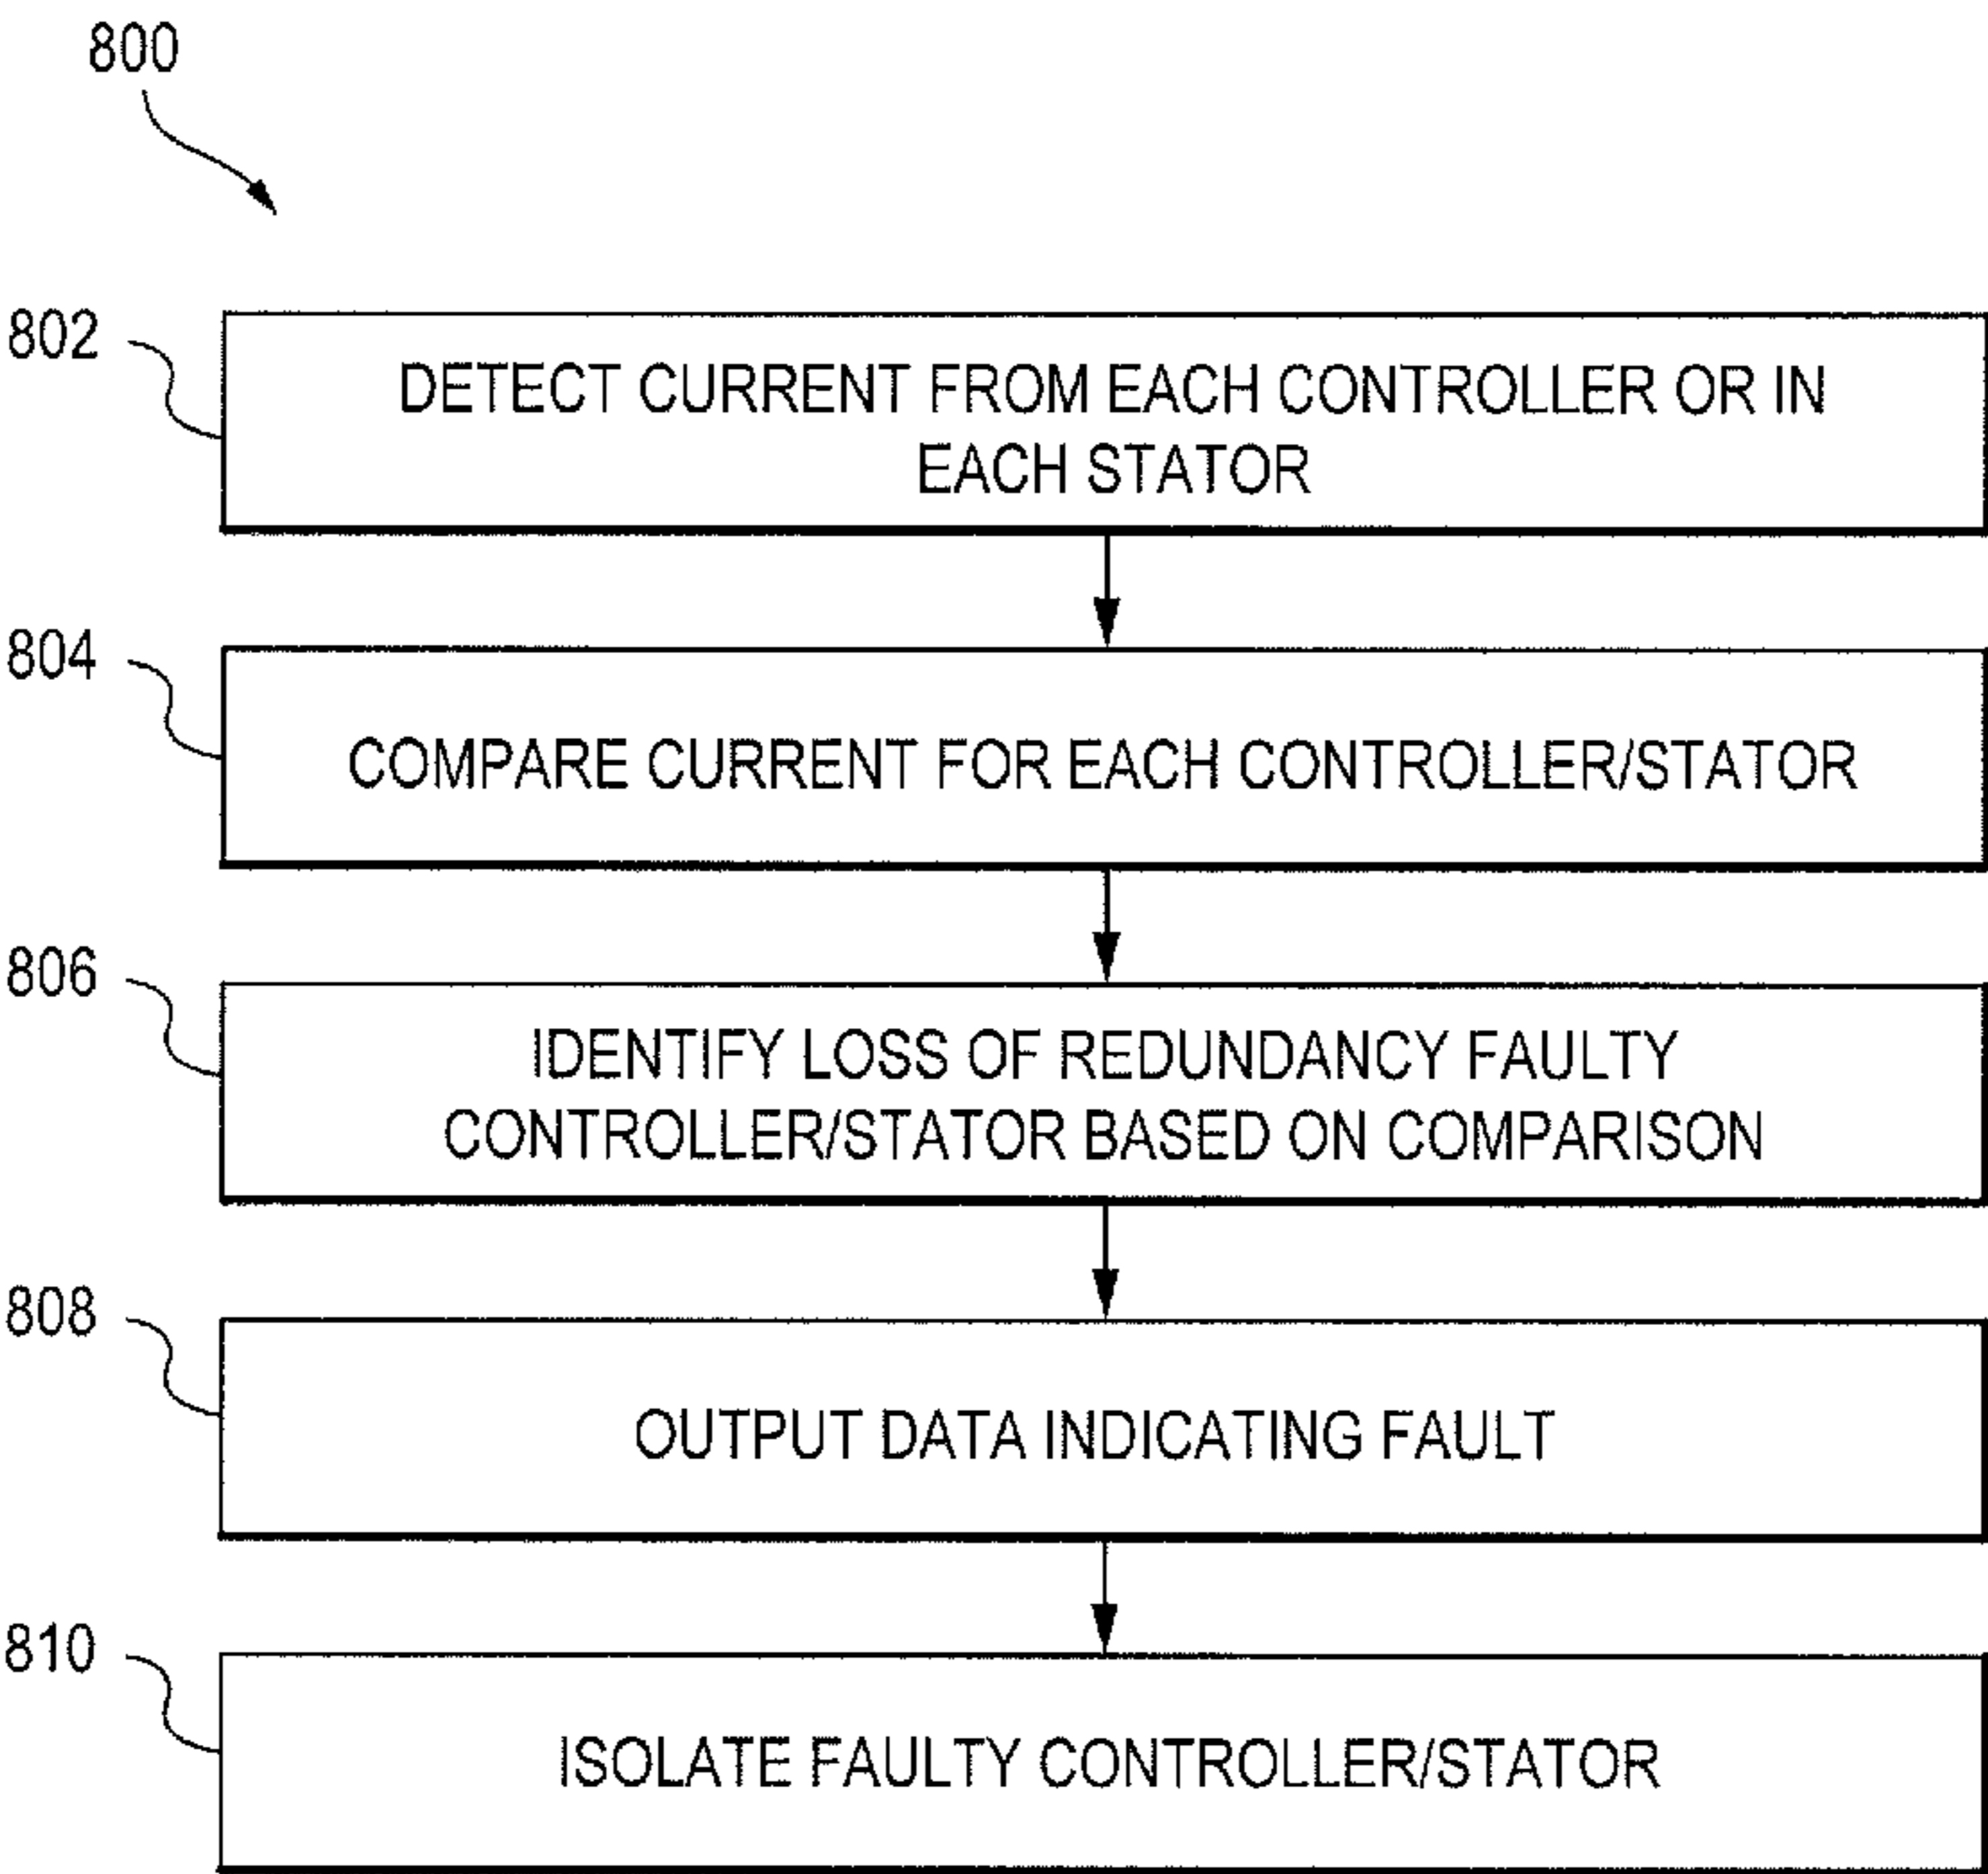 800
802
DETECT CURRENT FROM EACH CONTROLLER OR IN
EACH STATOR
804
COMPARE CURRENT FOR EACH CONTROLLER/STATOR
806
IDENTIFY LOSS OF REDUNDANCY FAULTY
CONTROLLER/STATOR BASED ON COMPARISON
808
OUTPUT DATA INDICATING FAULT
810
ISOLATE FAULTY CONTROLLER/STATOR